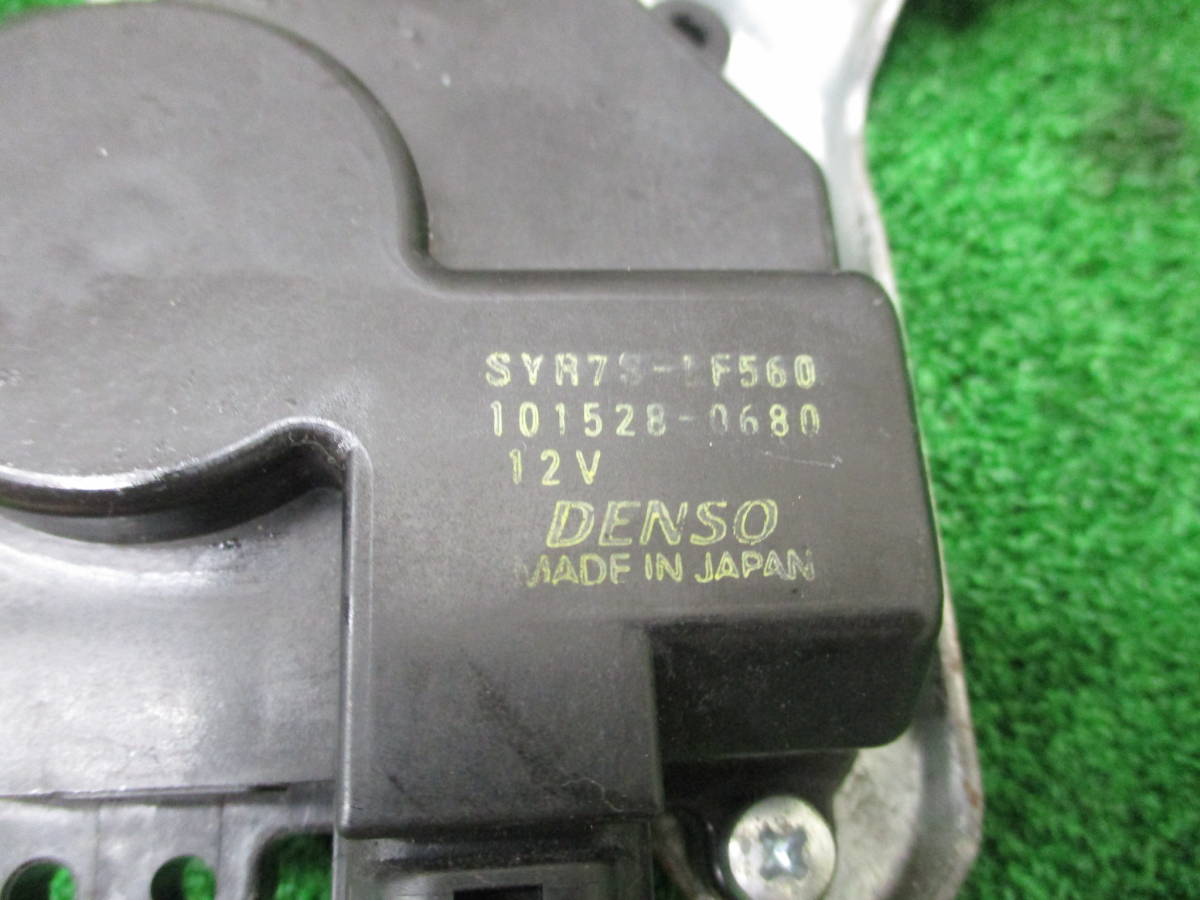 SYR7S-LF560
101528-0680
12V
DENSO
MADE IN JAPAN